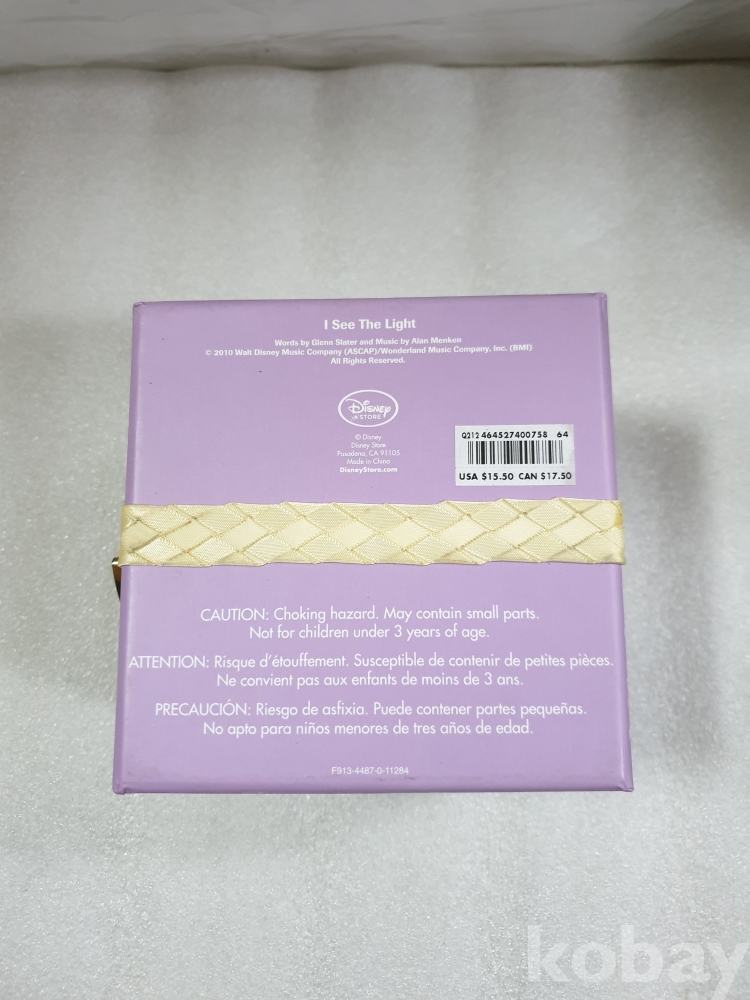 I See The Light
Words by Glenn Slater and Music by Alan Menken
© 2010 Walt Disney Music Company (ASCAP)/Wonderland Music Company, Inc. (BMI)
All Rights Reserved.
Disney
STORE
© Disney
Disney Store
Pasadena, CA 91105
Made in China
DisneyStore.com
Q212 464527400758 64
USA $15.50 CAN $17.50
CAUTION: Choking hazard. May contain small parts.
Not for children under 3 years of age.
ATTENTION: Risque d'étouffement. Susceptible de contenir de petites pièces.
Ne convient pas aux enfants de moins de 3 ans.
PRECAUCIÓN: Riesgo de asfixia. Puede contener partes pequeñas.
No apto para niños menores de tres años de edad.
F913-4487-0-11284
kobay